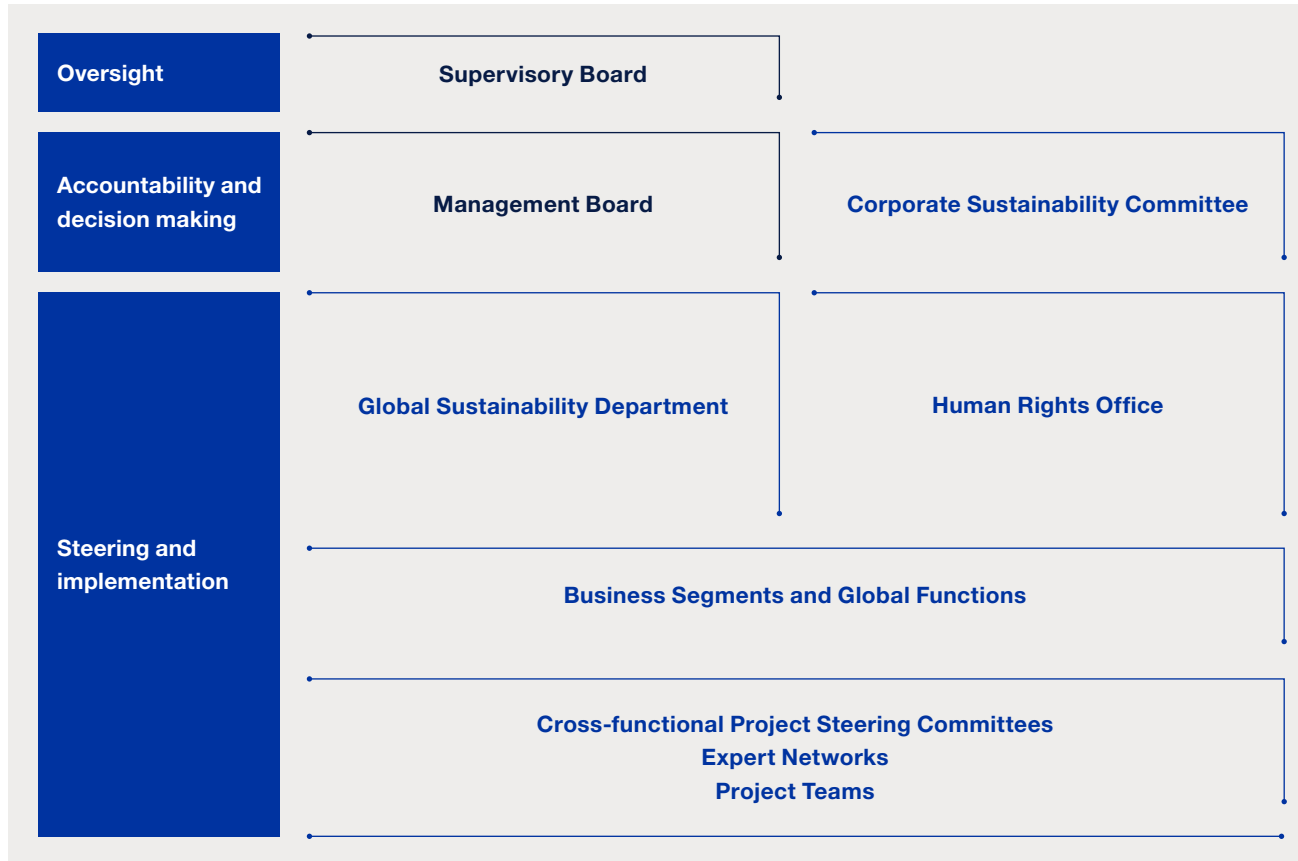 Oversight
Supervisory Board
Accountability and
decision making
Management Board
Corporate Sustainability Committee
Steering and
implementation
Global Sustainability Department
Human Rights Office
Business Segments and Global Functions
Cross-functional Project Steering Committees
Expert Networks
Project Teams